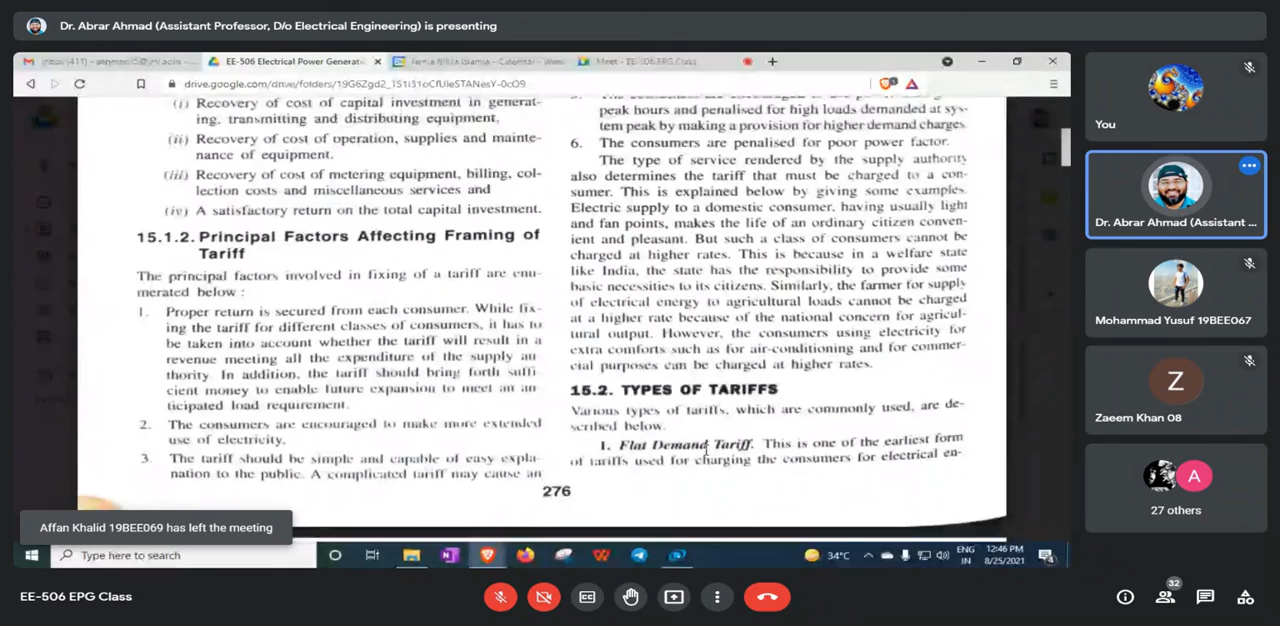 Dr. Abrar Ahmad (Assistant Professor, D/o Electrical Engineering) is presenting
EE-506 Electrical Power Generat
Meet - EE-506 EPG Class
(i) Recovery of cost of capital investment in generat-
ing, transmitting and distributing equipment,
(ii) Recovery of cost of operation, supplies and mainte-
nance of equipment.
(iii) Recovery of cost of metering equipment, billing, col-
lection costs and miscellaneous services and
(iv) A satisfactory return on the total capital investment.
15.1.2. Principal Factors Affecting Framing of
Tariff
The principal factors involved in fixing of a tariff are enu-
merated below :
1. Proper return is secured from each consumer. While fix-
ing the tariff for different classes of consumers, it has to
be taken into account whether the tariff will result in a
revenue meeting all the expenditure of the supply au
thority. In addition, the tariff should bring forth suffi
cient money to enable future expansion to meet an an
ticipated load requirement.
2. The consumers are encouraged to make more extended
use of electricity.
3. The tariff should be simple and capable of easy expla-
nation to the public. A complicated tariff may cause an
peak hours and penalised for high loads demanded at sys-
tem peak by making a provision for higher demand charges.
6. The consumers are penalised for poor power factor.
The type of service rendered by the supply authority
also determines the tariff that must be charged to a con-
sumer. This is explained below by giving some examples.
Electric supply to a domestic consumer, having usually light
and fan points, makes the life of an ordinary citizen conven-
ient and pleasant. But such a class of consumers cannot be
charged at higher rates. This is because in a welfare state
like India, the state has the responsibility to provide some
basic necessities to its citizens. Similarly, the farmer for supply
of electrical energy to agricultural loads cannot be charged
at a higher rate because of the national concern for agricul-
tural output. However, the consumers using electricity for
extra comforts such as for air-conditioning and for commer-
cial purposes can be charged at higher rates.
15.2. TYPES OF TARIFFS
Various types of tariffs, which are commonly used, are de-
scribed below.
1. Flat Demand Tariff. This is one of the earliest form
of tariffs used for charging the consumers for electrical en-
276
Affan Khalid 19BEE069 has left the meeting
Type here to search
34°C
ENG
IN
12:46 PM
8/25/2021
You
Dr. Abrar Ahmad (Assistant ...
Mohammad Yusuf 19BEE067
Z
Zaeem Khan 08
A
27 others
EE-506 EPG Class
32